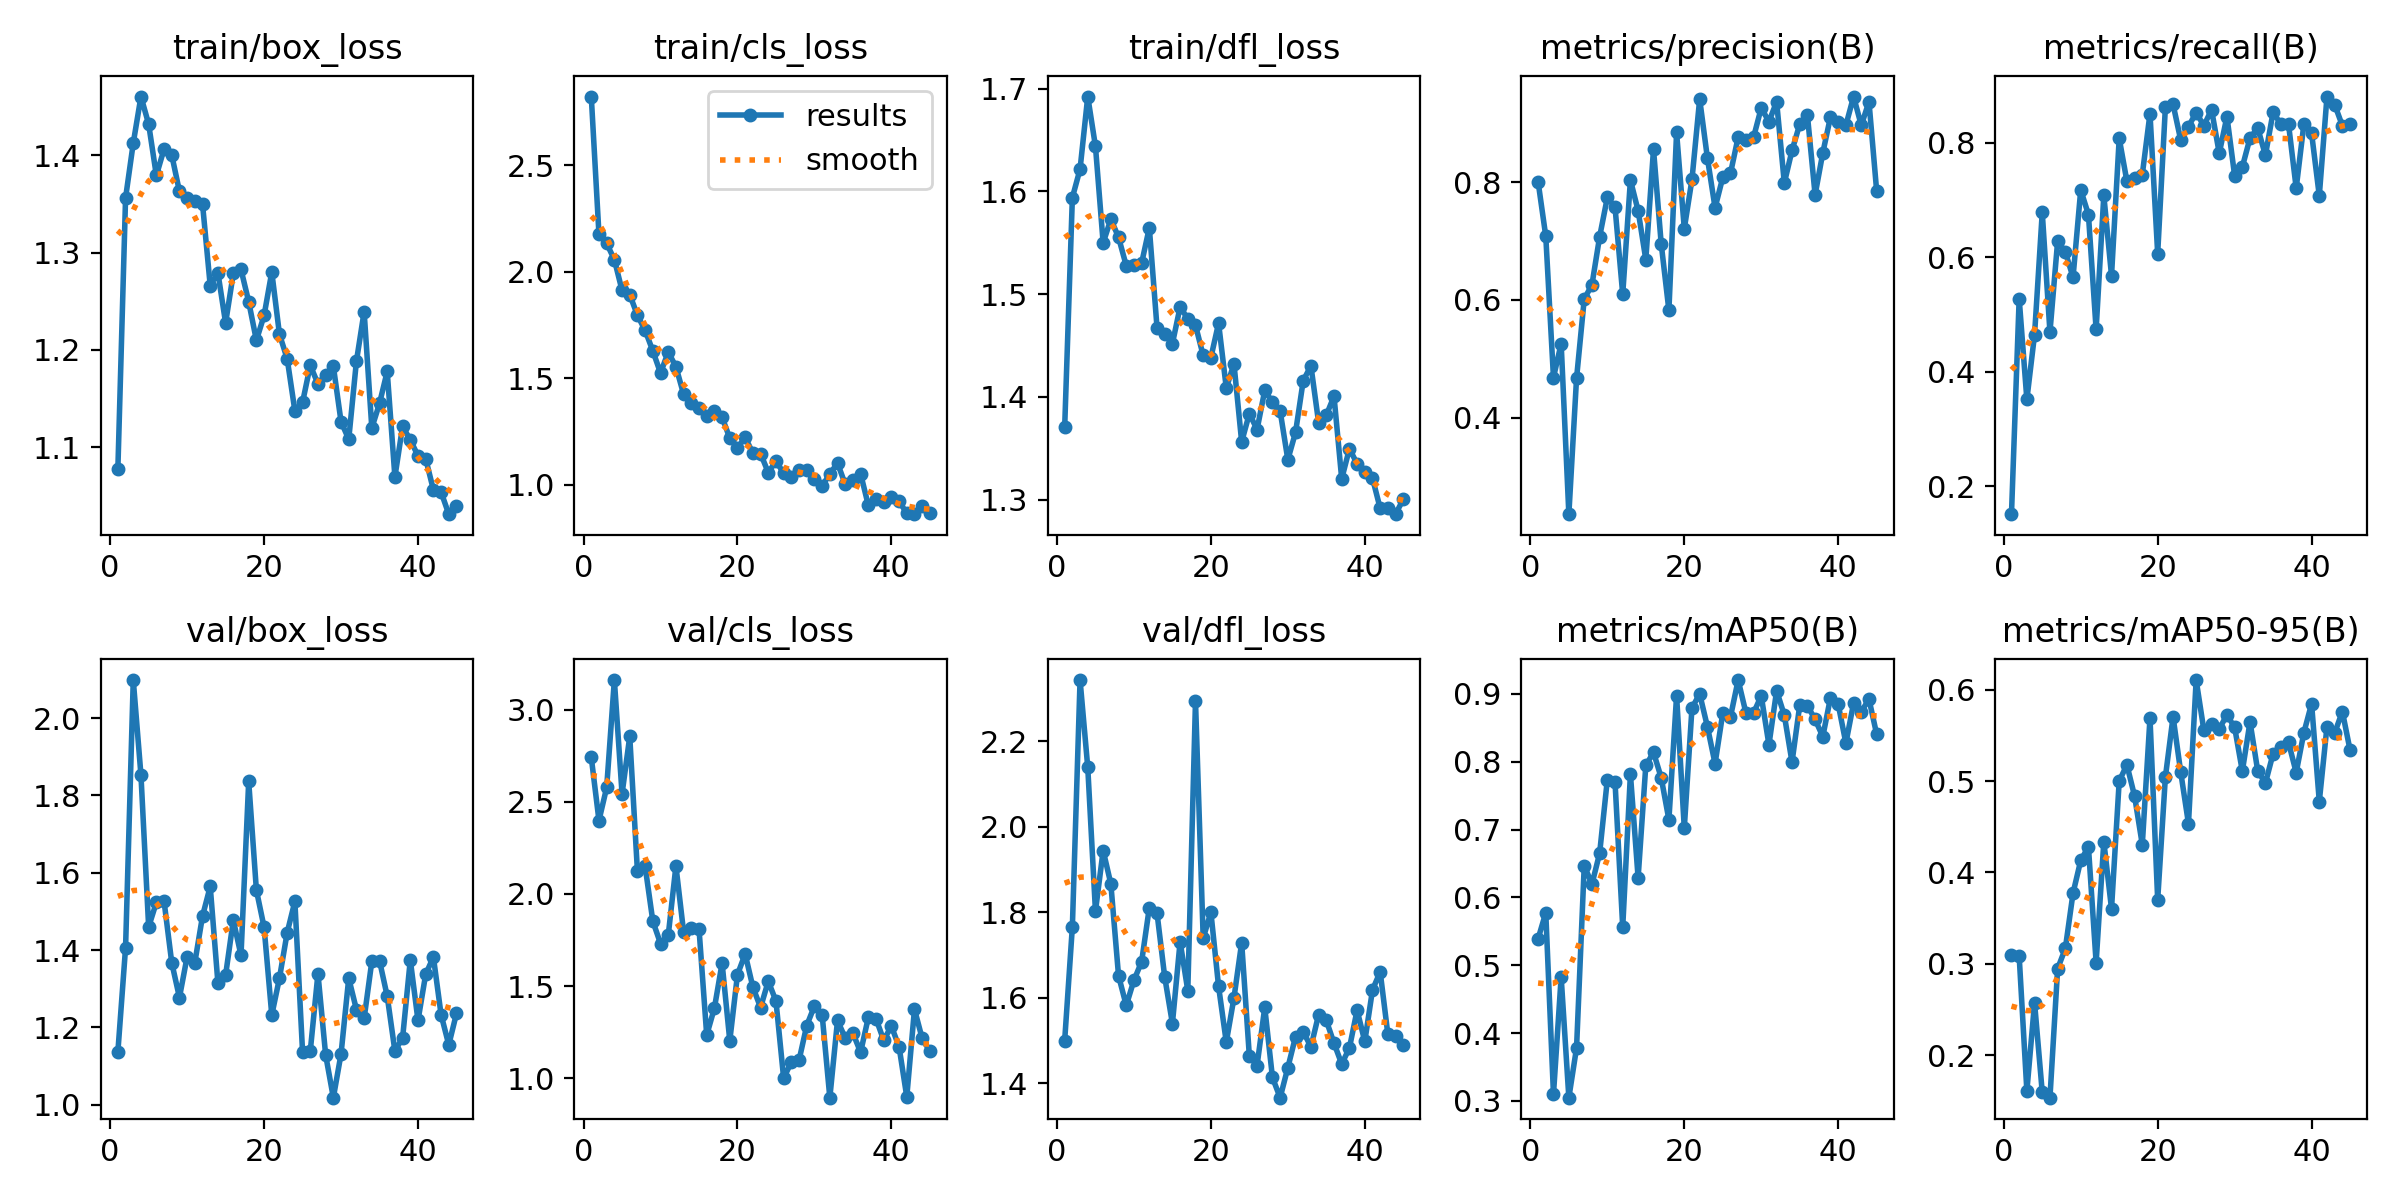 train/box_loss
1.4
1.3
1.2
1.1
0 20 40
train/cls_loss
results
smooth
2.5
2.0
1.5
1.0
0 20 40
train/dfl_loss
1.7
1.6
1.5
1.4
1.3
0 20 40
metrics/precision(B)
0.8
0.6
0.4
0 20 40
metrics/recall(B)
0.8
0.6
0.4
0.2
0 20 40
val/box_loss
2.0
1.8
1.6
1.4
1.2
1.0
0 20 40
val/cls_loss
3.0
2.5
2.0
1.5
1.0
0 20 40
val/dfl_loss
2.2
2.0
1.8
1.6
1.4
0 20 40
metrics/mAP50(B)
0.9
0.8
0.7
0.6
0.5
0.4
0.3
0 20 40
metrics/mAP50-95(B)
0.6
0.5
0.4
0.3
0.2
0 20 40